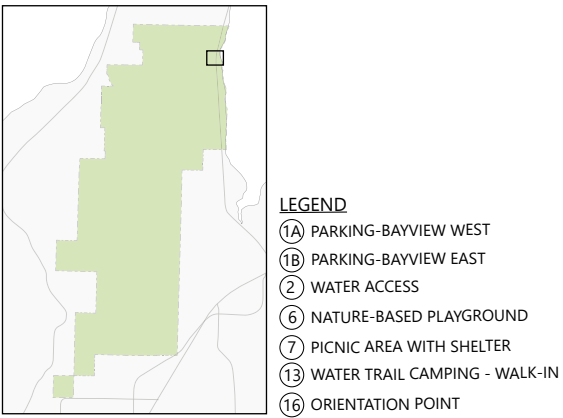 LEGEND
1A PARKING-BAYVIEW WEST
1B PARKING-BAYVIEW EAST
2 WATER ACCESS
6 NATURE-BASED PLAYGROUND
7 PICNIC AREA WITH SHELTER
13 WATER TRAIL CAMPING - WALK-IN
16 ORIENTATION POINT